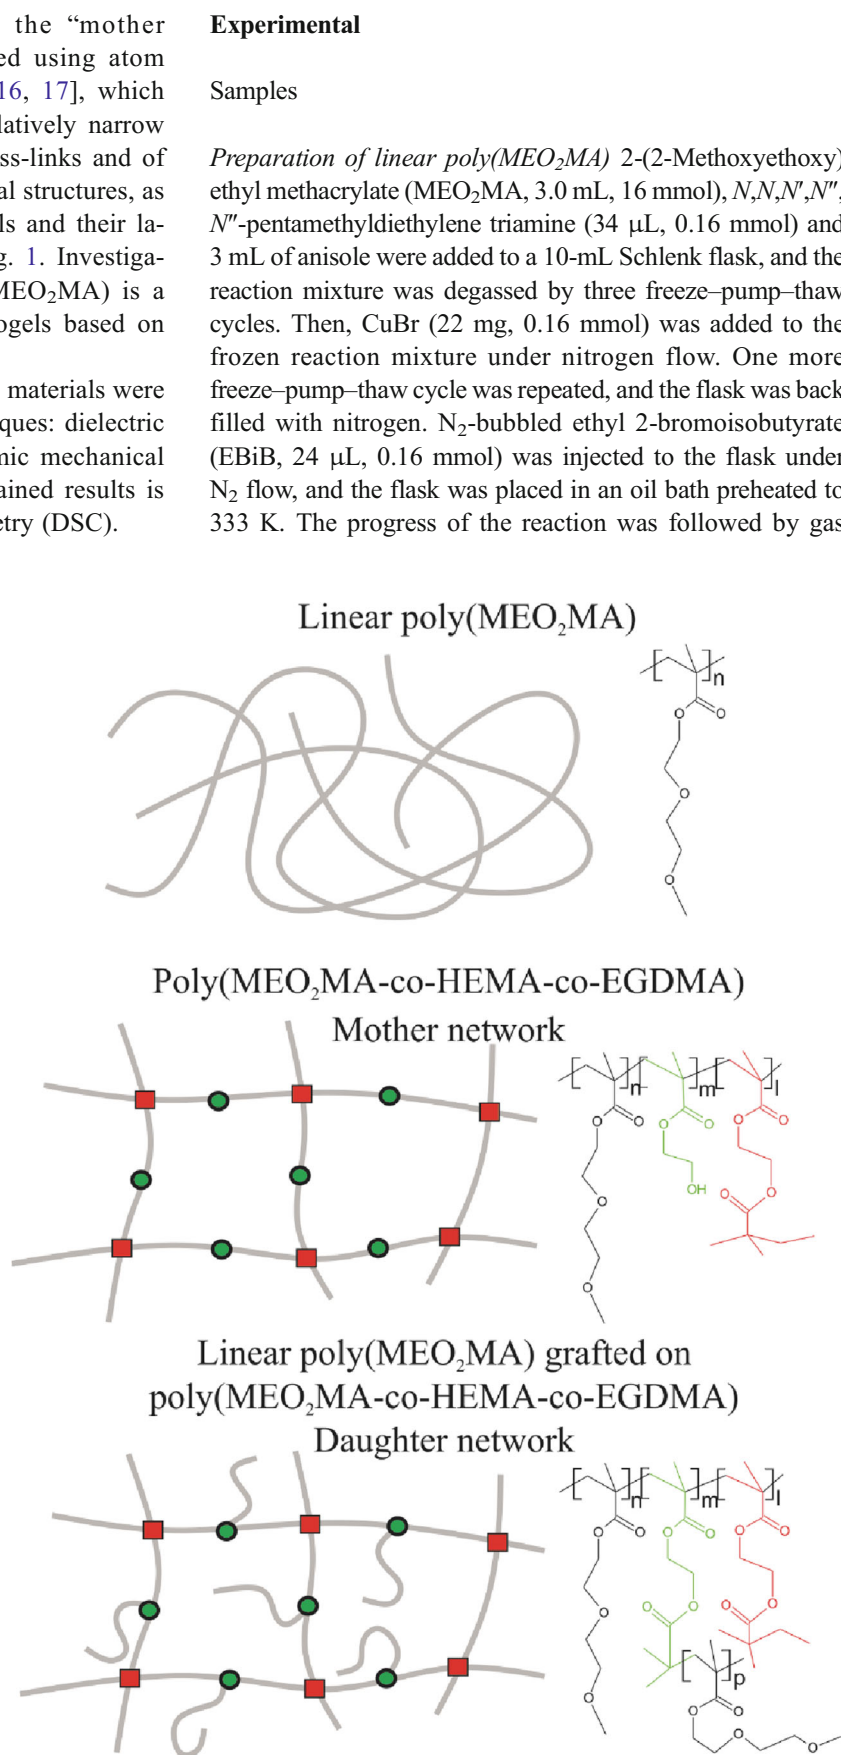 the “mother
ed using atom
16, 17], which
latively narrow
ss-links and of
al structures, as
ls and their la-
g. 1. Investiga-
MEO₂MA) is a
ogels based on
materials were
ques: dielectric
mic mechanical
ained results is
etry (DSC).
Experimental
Samples
Preparation of linear poly(MEO₂MA) 2-(2-Methoxyethoxy)
ethyl methacrylate (MEO₂MA, 3.0 mL, 16 mmol), N,N,N′,N″,
N″-pentamethyldiethylene triamine (34 μL, 0.16 mmol) and
3 mL of anisole were added to a 10-mL Schlenk flask, and the
reaction mixture was degassed by three freeze–pump–thaw
cycles. Then, CuBr (22 mg, 0.16 mmol) was added to the
frozen reaction mixture under nitrogen flow. One more
freeze–pump–thaw cycle was repeated, and the flask was back
filled with nitrogen. N₂-bubbled ethyl 2-bromoisobutyrate
(EBiB, 24 μL, 0.16 mmol) was injected to the flask under
N₂ flow, and the flask was placed in an oil bath preheated to
333 K. The progress of the reaction was followed by gas
Linear poly(MEO₂MA)
n
O O
O
O
Poly(MEO₂MA-co-HEMA-co-EGDMA)
Mother network
n m l
O O O O O O
OH O O
O
O
Linear poly(MEO₂MA) grafted on
poly(MEO₂MA-co-HEMA-co-EGDMA)
Daughter network
n m l
O O O O O O
O O O O
O
p
O
O
O O O